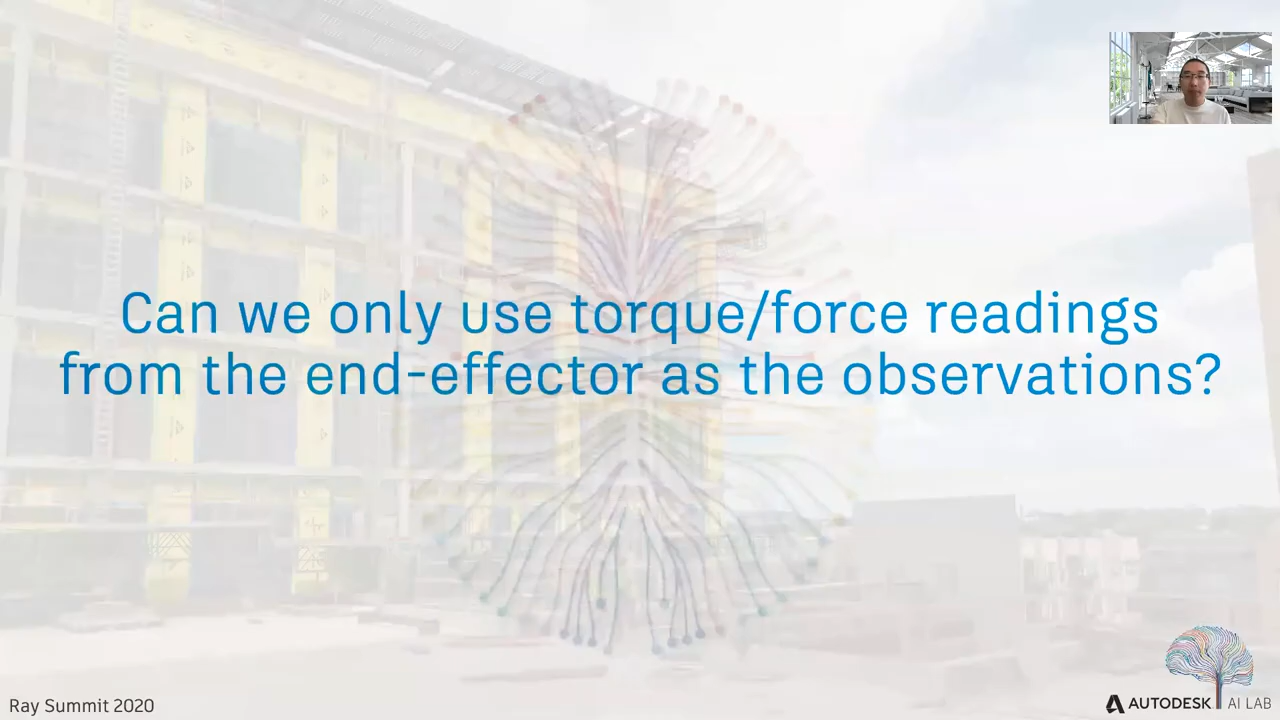 Can we only use torque/force readings
from the end-effector as the observations?
Ray Summit 2020
AUTODESK AI LAB